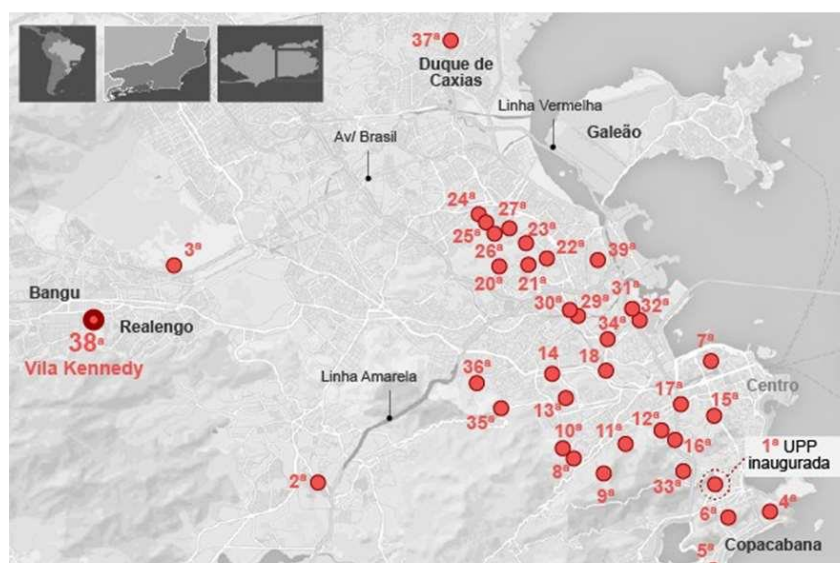 37ª
Duque de
Caxias
Linha Vermelha
Galeão
Av/ Brasil
24ª
27ª
25ª
23ª
26ª
22ª
39ª
20ª
21ª
3ª
Bangu
Realengo
38ª
Vila Kennedy
30ª
29ª
31ª
32ª
34ª
7ª
14
18
36ª
Centro
Linha Amarela
13ª
17ª
15ª
35ª
12ª
10ª
11ª
16ª
1ª UPP
inaugurada
8ª
9ª
33ª
2ª
6ª
4ª
Copacabana
5ª